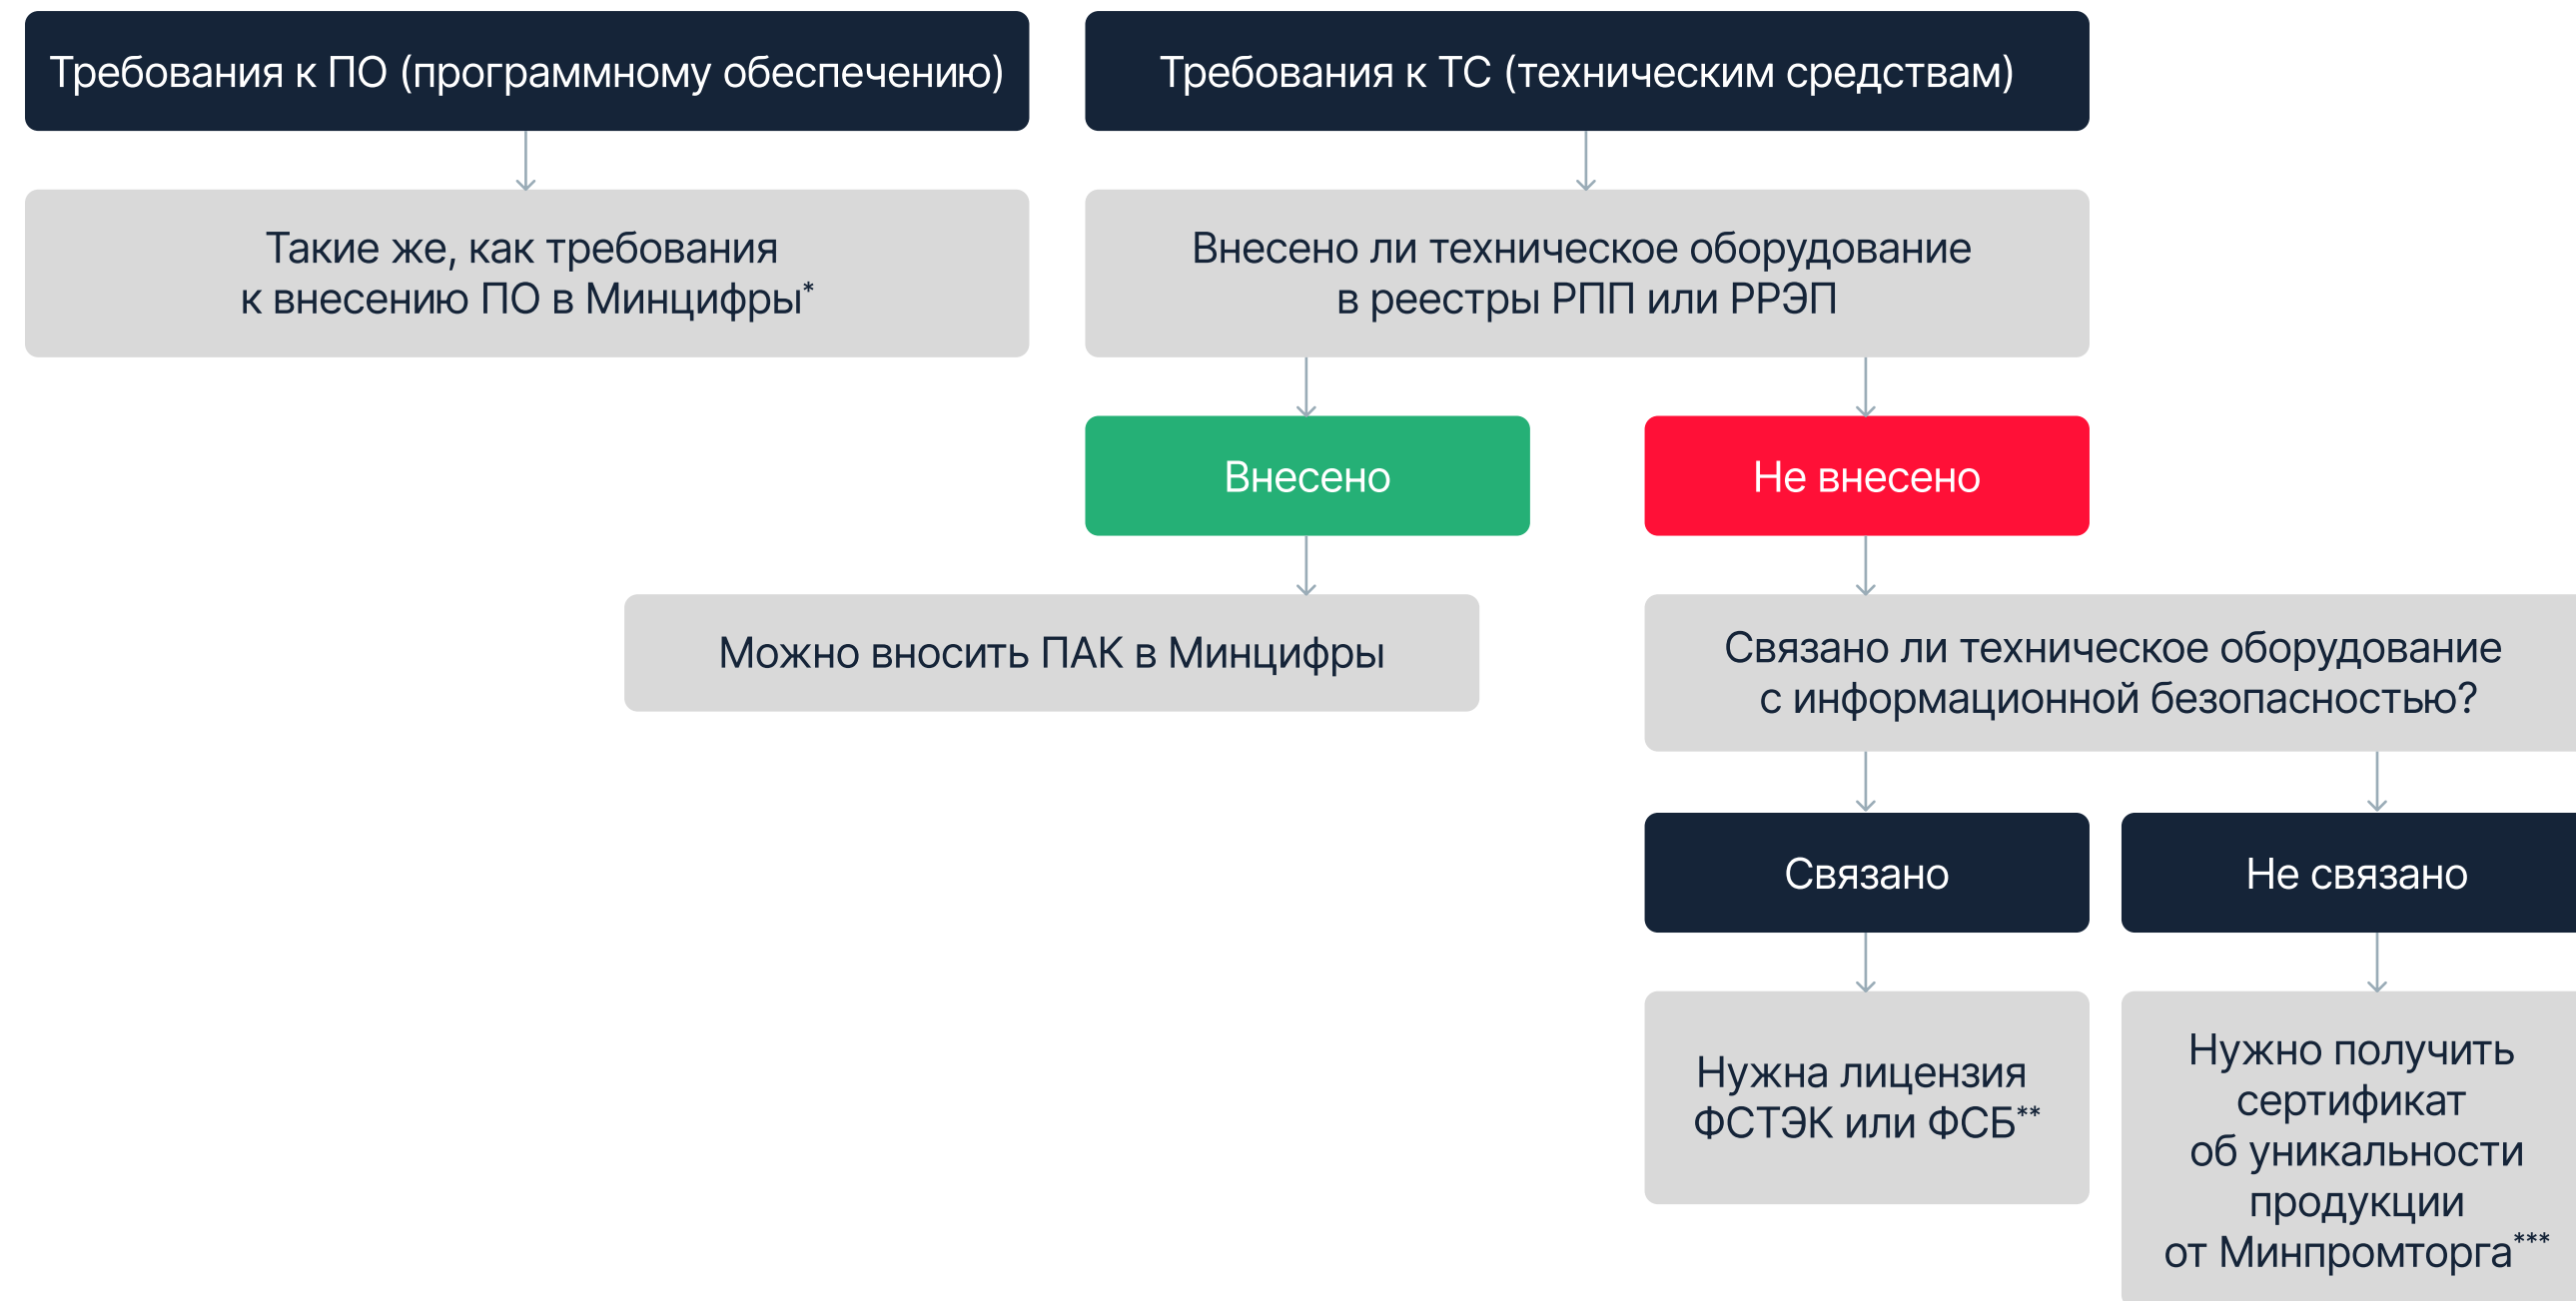 Требования к ПО (программному обеспечению)
Требования к ТС (техническим средствам)
Такие же, как требования
к внесению ПО в Минцифры*
Внесено ли техническое оборудование
в реестры РПП или РРЭП
Внесено
Не внесено
Можно вносить ПАК в Минцифры
Связано ли техническое оборудование
с информационной безопасностью?
Связано
Не связано
Нужна лицензия
ФСТЭК или ФСБ**
Нужно получить
сертификат
об уникальности
продукции
от Минпромторга***